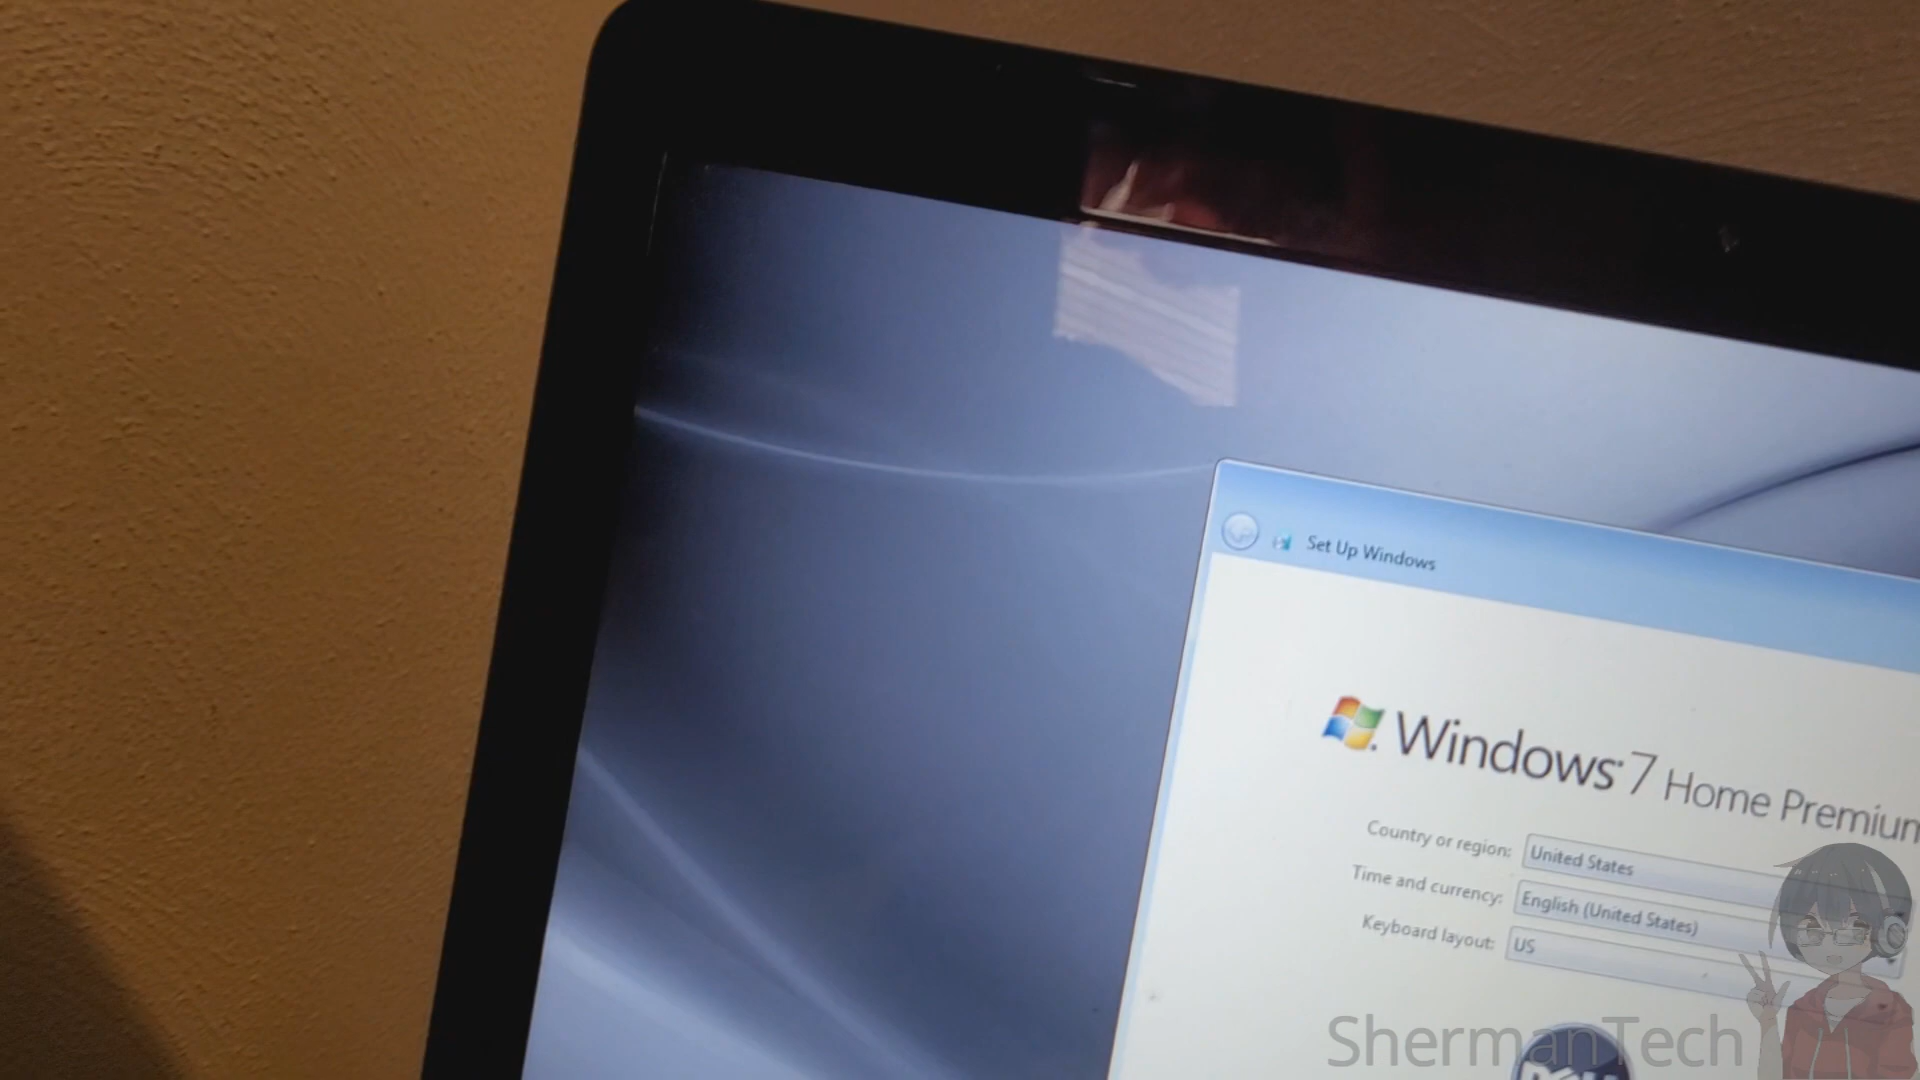 Set Up Windows
Windows 7 Home Premium
Country or region: United States
Time and currency: English (United States)
Keyboard layout: US
ShermanTech
DELL